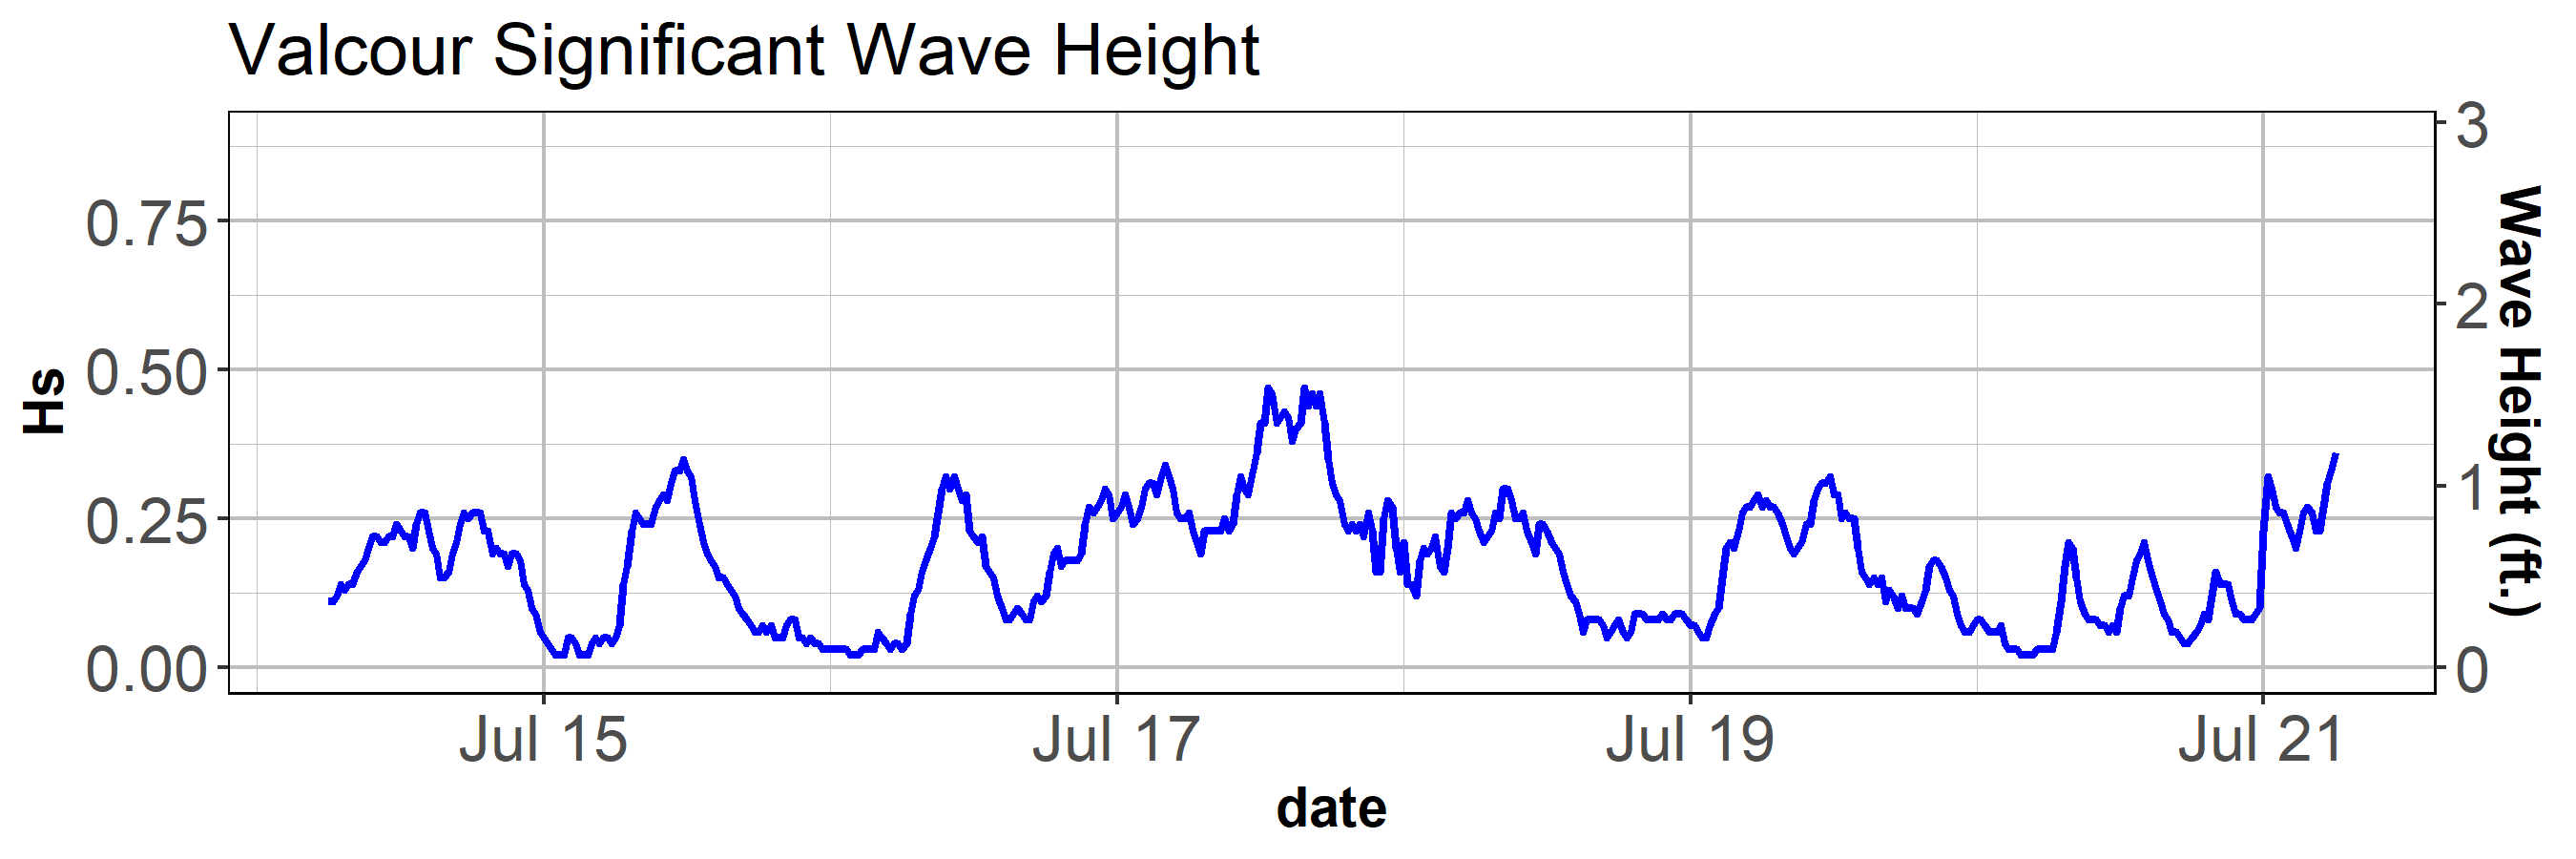 Valcour Significant Wave Height
Hs
0.75
0.50
0.25
0.00
3
2
1
0
Wave Height (ft.)
Jul 15
Jul 17
Jul 19
Jul 21
date